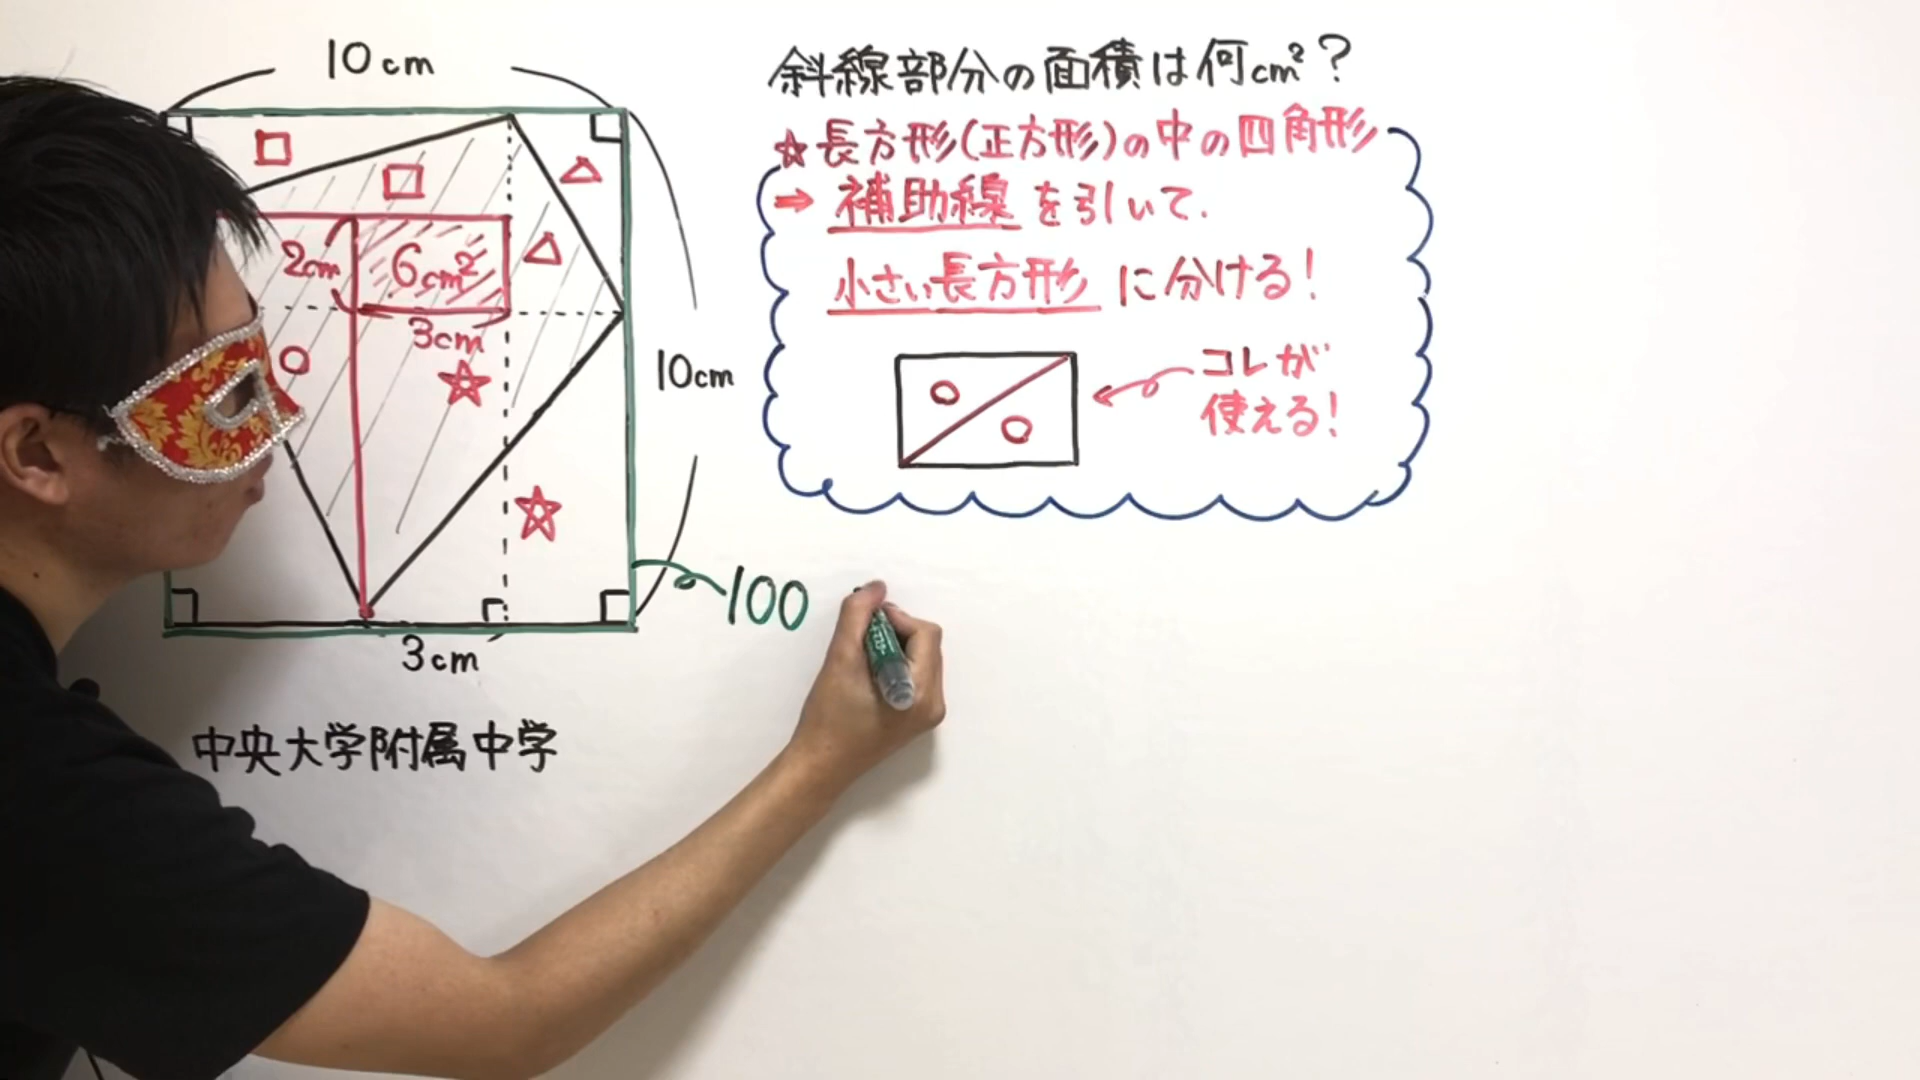 10cm
斜線部分の面積は何cm²?
☆長方形(正方形)の中の四角形
→ 補助線を引いて.
小さい長方形に分ける!
2cm
6cm²
3cm
10cm
コレが
使える!
100
3cm
中央大学附属中学